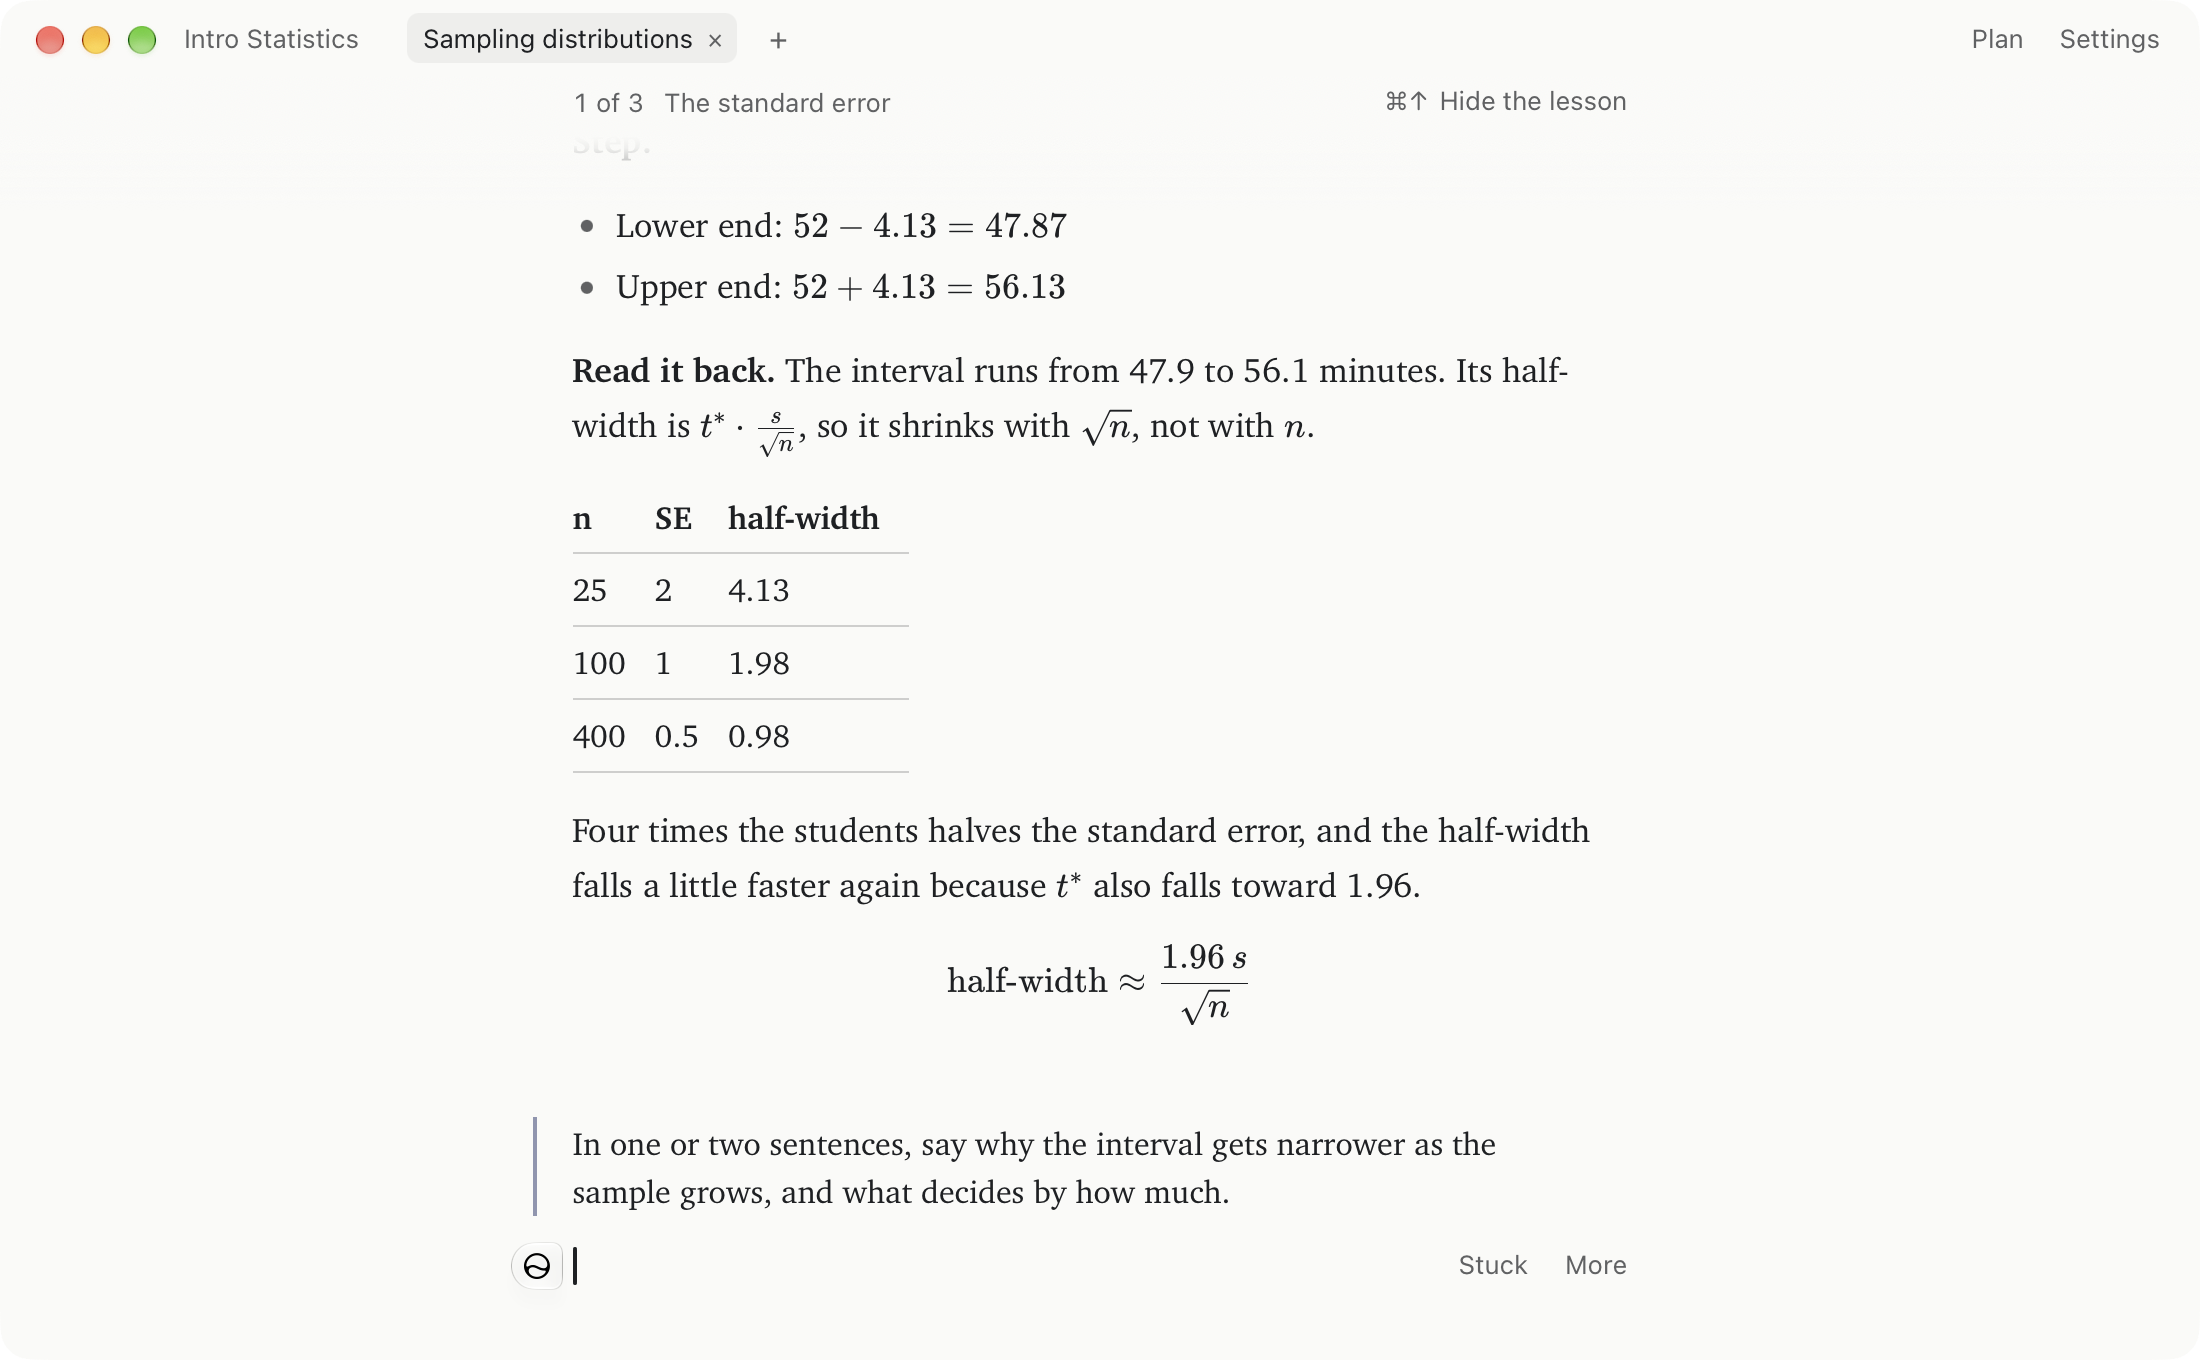 Intro Statistics
Sampling distributions ×
+
Plan Settings
1 of 3 The standard error
⌘↑ Hide the lesson
Step.
• Lower end: 52 − 4.13 = 47.87
• Upper end: 52 + 4.13 = 56.13
Read it back. The interval runs from 47.9 to 56.1 minutes. Its half-
width is t* · s/√n, so it shrinks with √n, not with n.
n SE half-width
25 2 4.13
100 1 1.98
400 0.5 0.98
Four times the students halves the standard error, and the half-width
falls a little faster again because t* also falls toward 1.96.
half-width ≈ 1.96 s/√n
In one or two sentences, say why the interval gets narrower as the
sample grows, and what decides by how much.
Stuck More